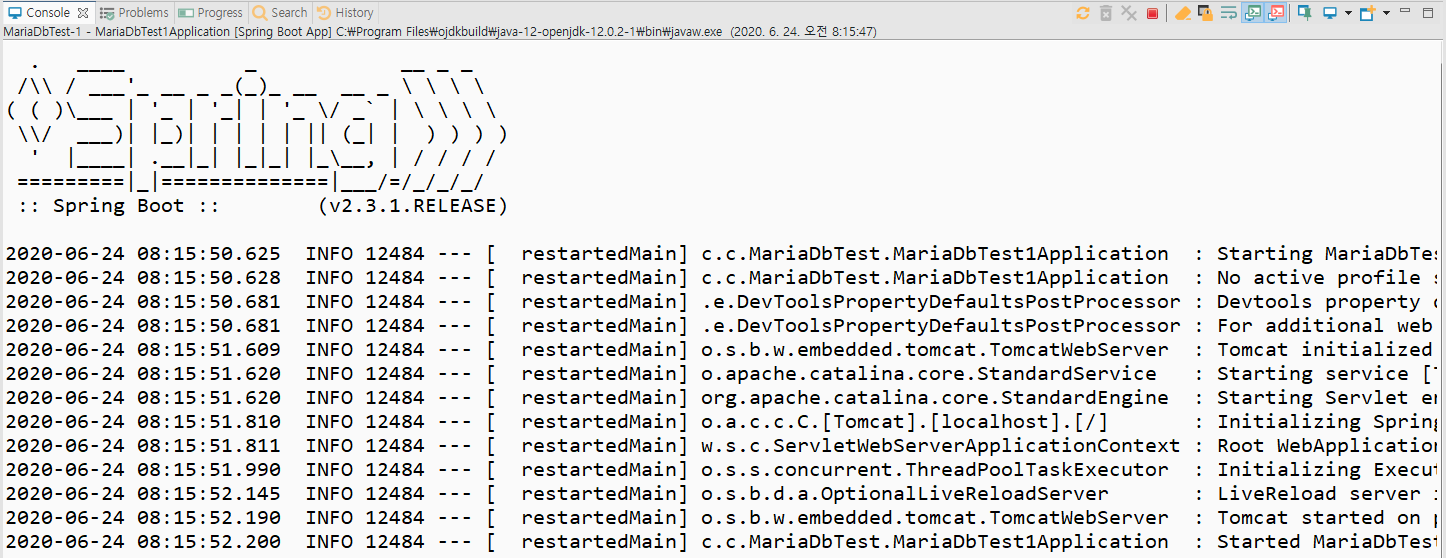 Console Problems Progress Search History
MariaDbTest-1 - MariaDbTest1Application [Spring Boot App] C:₩Program Files₩ojdkbuild₩java-12-openjdk-12.0.2-1₩bin₩javaw.exe (2020. 6. 24. 오전 8:15:47)
  .   ____          _            __ _ _
 /\\ / ___'_ __ _ _(_)_ __  __ _ \ \ \ \
( ( )\___ | '_ | '_| | '_ \/ _` | \ \ \ \
 \\/  ___)| |_)| | | | | || (_| |  ) ) ) )
  '  |____| .__|_| |_|_| |_\__, | / / / /
 =========|_|==============|___/=/_/_/_/
 :: Spring Boot ::        (v2.3.1.RELEASE)
2020-06-24 08:15:50.625  INFO 12484 --- [  restartedMain] c.c.MariaDbTest.MariaDbTest1Application  : Starting MariaDbTes
2020-06-24 08:15:50.628  INFO 12484 --- [  restartedMain] c.c.MariaDbTest.MariaDbTest1Application  : No active profile s
2020-06-24 08:15:50.681  INFO 12484 --- [  restartedMain] .e.DevToolsPropertyDefaultsPostProcessor : Devtools property
2020-06-24 08:15:50.681  INFO 12484 --- [  restartedMain] .e.DevToolsPropertyDefaultsPostProcessor : For additional web
2020-06-24 08:15:51.609  INFO 12484 --- [  restartedMain] o.s.b.w.embedded.tomcat.TomcatWebServer  : Tomcat initialized
2020-06-24 08:15:51.620  INFO 12484 --- [  restartedMain] o.apache.catalina.core.StandardService   : Starting service [
2020-06-24 08:15:51.620  INFO 12484 --- [  restartedMain] org.apache.catalina.core.StandardEngine  : Starting Servlet en
2020-06-24 08:15:51.810  INFO 12484 --- [  restartedMain] o.a.c.c.C.[Tomcat].[localhost].[/]       : Initializing Spring
2020-06-24 08:15:51.811  INFO 12484 --- [  restartedMain] w.s.c.ServletWebServerApplicationContext : Root WebApplication
2020-06-24 08:15:51.990  INFO 12484 --- [  restartedMain] o.s.s.concurrent.ThreadPoolTaskExecutor  : Initializing Execut
2020-06-24 08:15:52.145  INFO 12484 --- [  restartedMain] o.s.b.d.a.OptionalLiveReloadServer       : LiveReload server
2020-06-24 08:15:52.190  INFO 12484 --- [  restartedMain] o.s.b.w.embedded.tomcat.TomcatWebServer  : Tomcat started on
2020-06-24 08:15:52.200  INFO 12484 --- [  restartedMain] c.c.MariaDbTest.MariaDbTest1Application  : Started MariaDbTest